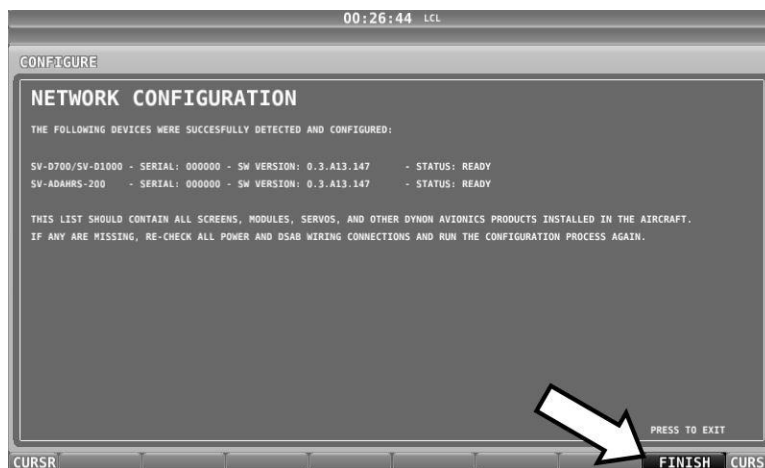 00:26:44 LCL
CONFIGURE
NETWORK CONFIGURATION
THE FOLLOWING DEVICES WERE SUCCESFULLY DETECTED AND CONFIGURED:
SV-D700/SV-D1000 - SERIAL: 000000 - SW VERSION: 0.3.A13.147 - STATUS: READY
SV-ADAHRS-200 - SERIAL: 000000 - SW VERSION: 0.3.A13.147 - STATUS: READY
THIS LIST SHOULD CONTAIN ALL SCREENS, MODULES, SERVOS, AND OTHER DYNON AVIONICS PRODUCTS INSTALLED IN THE AIRCRAFT.
IF ANY ARE MISSING, RE-CHECK ALL POWER AND DSAB WIRING CONNECTIONS AND RUN THE CONFIGURATION PROCESS AGAIN.
PRESS TO EXIT
CURSR FINISH CURS